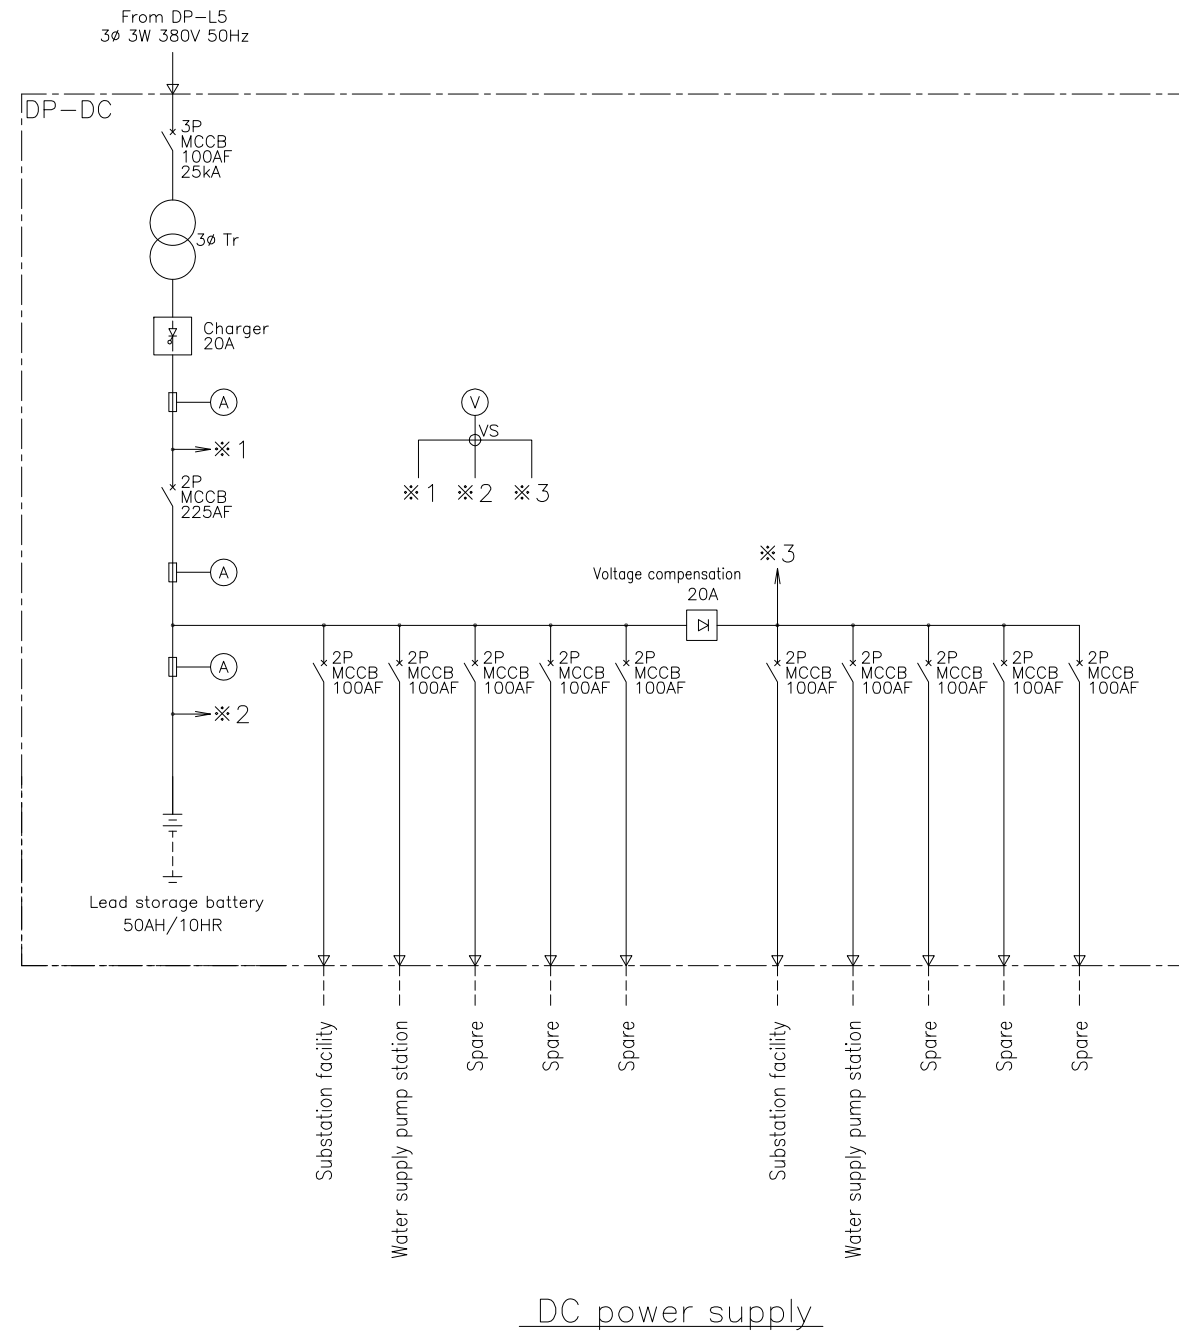 From DP-L5
3ø 3W 380V 50Hz
DP-DC
3P
MCCB
100AF
25kA
3ø Tr
Charger
20A
A
※1
2P
MCCB
225AF
V
VS
※1 ※2 ※3
A
※3
Voltage compensation
20A
A
※2
2P
MCCB
100AF
2P
MCCB
100AF
2P
MCCB
100AF
2P
MCCB
100AF
2P
MCCB
100AF
2P
MCCB
100AF
2P
MCCB
100AF
2P
MCCB
100AF
2P
MCCB
100AF
2P
MCCB
100AF
Lead storage battery
50AH/10HR
Substation facility
Water supply pump station
Spare
Spare
Spare
Substation facility
Water supply pump station
Spare
Spare
Spare
DC power supply